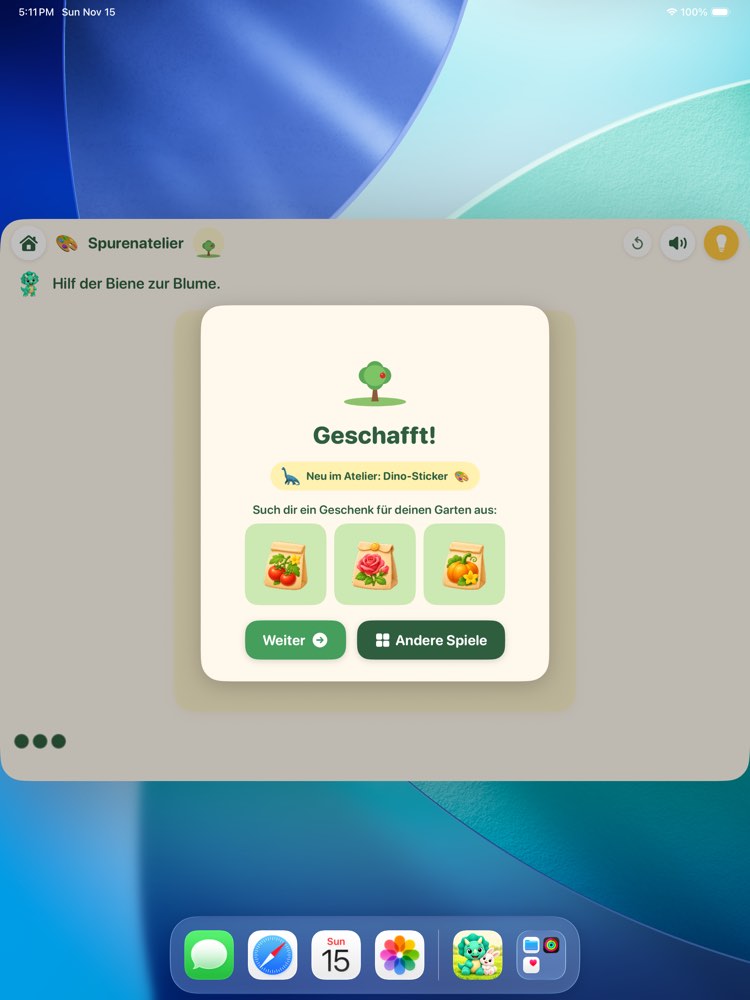 5:11 PM Sun Nov 15
100%
Spurenatelier
Hilf der Biene zur Blume.
Geschafft!
Neu im Atelier: Dino-Sticker
Such dir ein Geschenk für deinen Garten aus:
Weiter
Andere Spiele
Sun
15